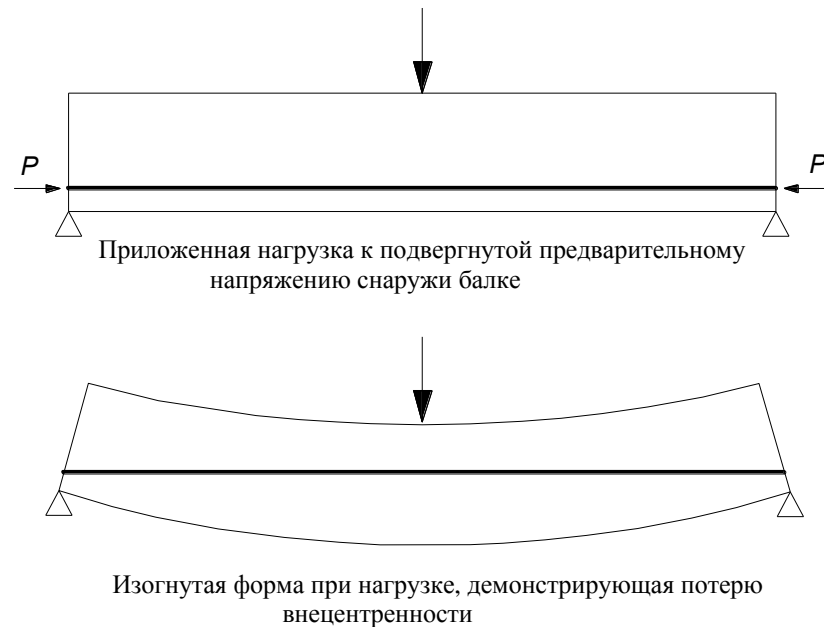 P P
Приложенная нагрузка к подвергнутой предварительному
напряжению снаружи балке
Изогнутая форма при нагрузке, демонстрирующая потерю
внецентренности